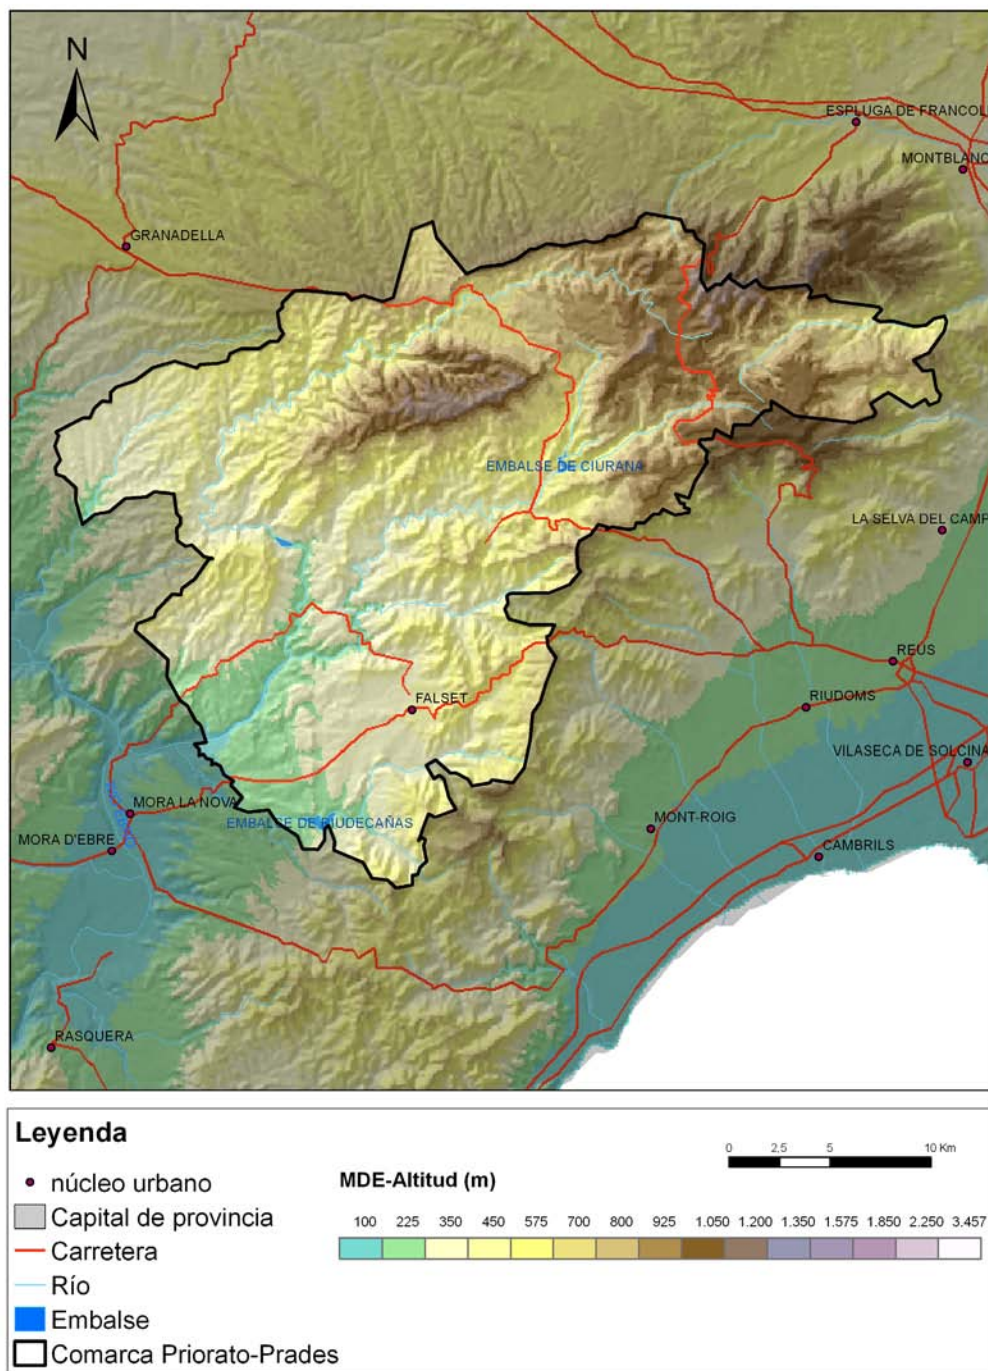 N
ESPLUGA DE FRANCOLI
MONTBLANC
GRANADELLA
EMBALSE DE CIURANA
LA SELVA DEL CAMP
REUS
FALSET
RIUDOMS
VILASECA DE SOLCINA
MORA LA NOVA
EMBALSE DE RIUDECAÑAS
MONT-ROIG
MORA D'EBRE
CAMBRILS
RASQUERA
Leyenda
núcleo urbano
Capital de provincia
Carretera
Río
Embalse
Comarca Priorato-Prades
MDE-Altitud (m)
100 225 350 450 575 700 800 925 1.050 1.200 1.350 1.575 1.850 2.250 3.457
0 2,5 5 10 Km